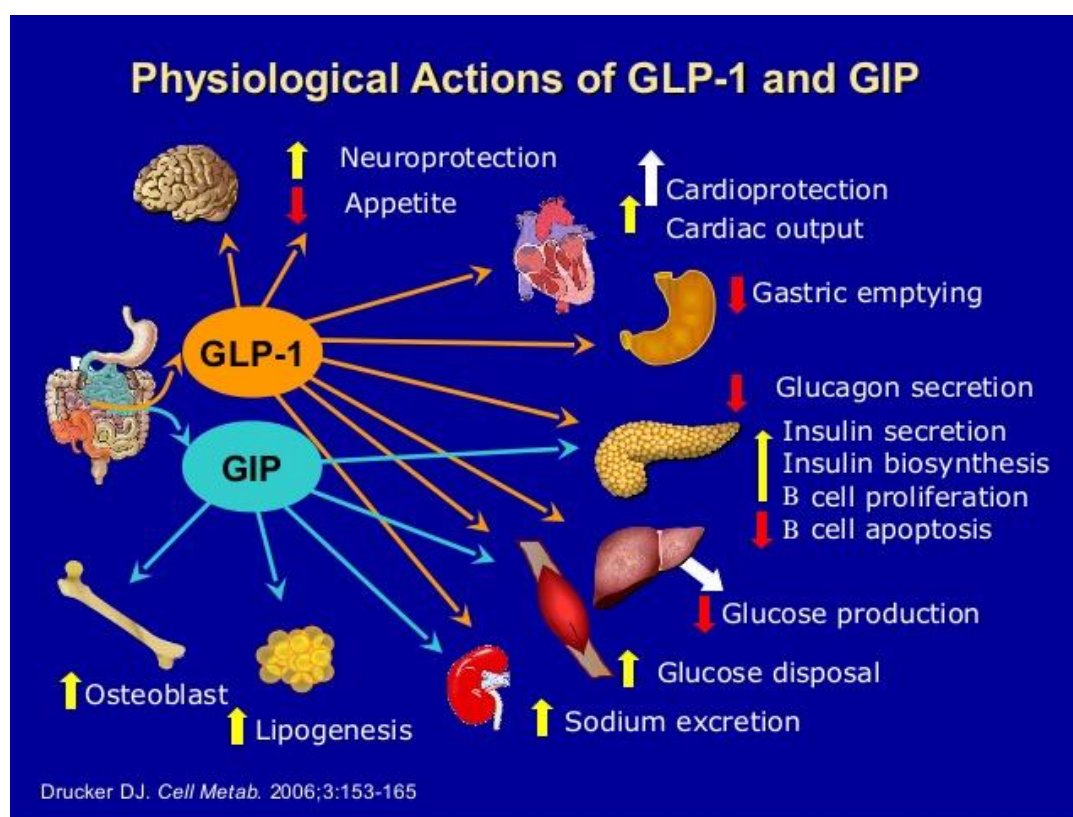 Physiological Actions of GLP-1 and GIP
Neuroprotection
Appetite
Cardioprotection
Cardiac output
Gastric emptying
GLP-1
Glucagon secretion
Insulin secretion
Insulin biosynthesis
B cell proliferation
B cell apoptosis
GIP
Glucose production
Glucose disposal
Osteoblast
Sodium excretion
Lipogenesis
Drucker DJ. Cell Metab. 2006;3:153-165